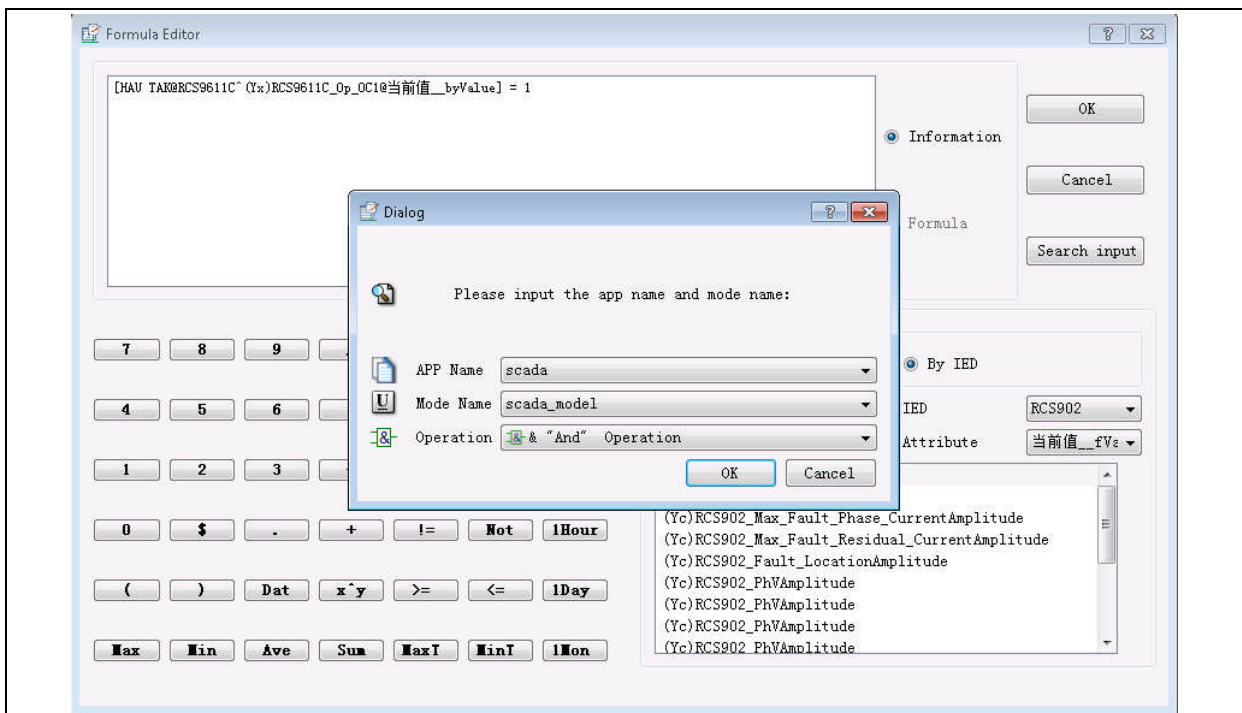 Formula Editor
[HAU TAK@RCS9611C^(Yx)RCS9611C_Op_OC1@当前值__byValue] = 1
OK
Information
Cancel
Dialog
Formula
Search input
Please input the app name and mode name:
7 8 9
APP Name scada
By IED
4 5 6
Mode Name scada_model
IED RCS902
Operation & "And" Operation
Attribute 当前值__fVa
1 2 3
OK Cancel
(Yc)RCS902_Max_Fault_Phase_CurrentAmplitude
0 $ . + != Not 1Hour
(Yc)RCS902_Max_Fault_Residual_CurrentAmplitude
(Yc)RCS902_Fault_LocationAmplitude
( ) Dat x^y >= <= 1Day
(Yc)RCS902_PhVAmplitude
(Yc)RCS902_PhVAmplitude
(Yc)RCS902_PhVAmplitude
Max Min Ave Sum MaxT MinT 1Mon
(Yc)RCS902_PhVAmplitude